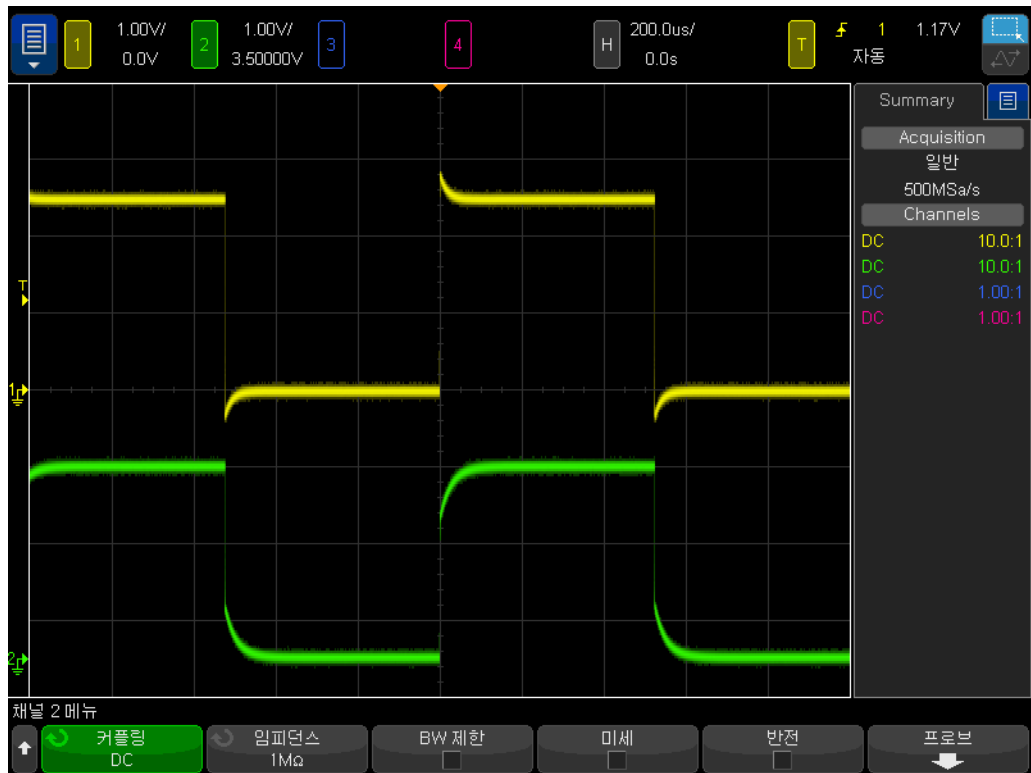 1 1.00V/ 2 1.00V/ 3 4 H 200.0us/ T 1 1.17V
0.0V 3.50000V 0.0s 자동
Summary
Acquisition
일반
500MSa/s
Channels
DC 10.0:1
DC 10.0:1
DC 1.00:1
DC 1.00:1
T
1
2
채널 2 메뉴
커플링 임피던스 BW 제한 미세 반전 프로브
DC 1MΩ